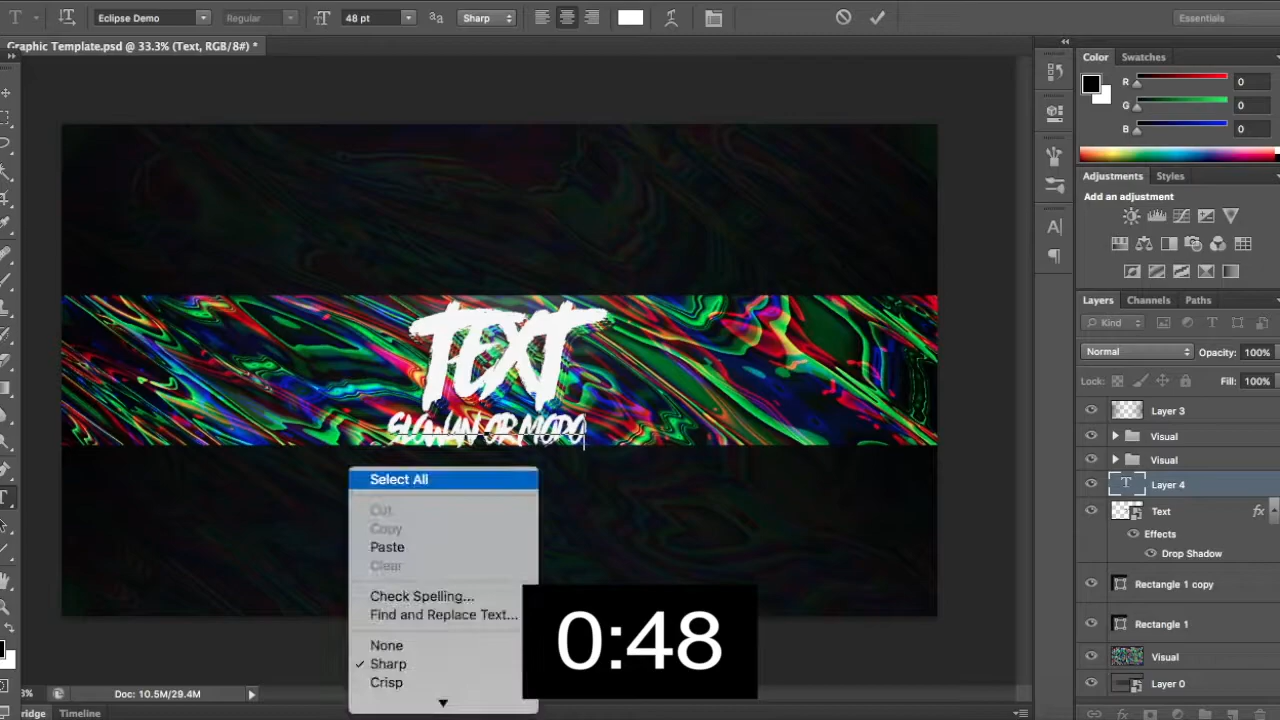 Eclipse Demo
Regular
48 pt
Sharp
Essentials
Graphic Template.psd @ 33.3% (Text, RGB/8#) *
Color
Swatches
R
0
G
0
B
0
Adjustments
Styles
Add an adjustment
Layers
Channels
Paths
Kind
Normal
Opacity:
100%
Lock:
Fill:
100%
Layer 3
Visual
Visual
Layer 4
Text
fx
Effects
Drop Shadow
Rectangle 1 copy
Rectangle 1
Visual
Layer 0
TEXT
Select All
Cut
Copy
Paste
Clear
Check Spelling...
Find and Replace Text...
None
Sharp
Crisp
0:48
Doc: 10.5M/29.4M
Timeline